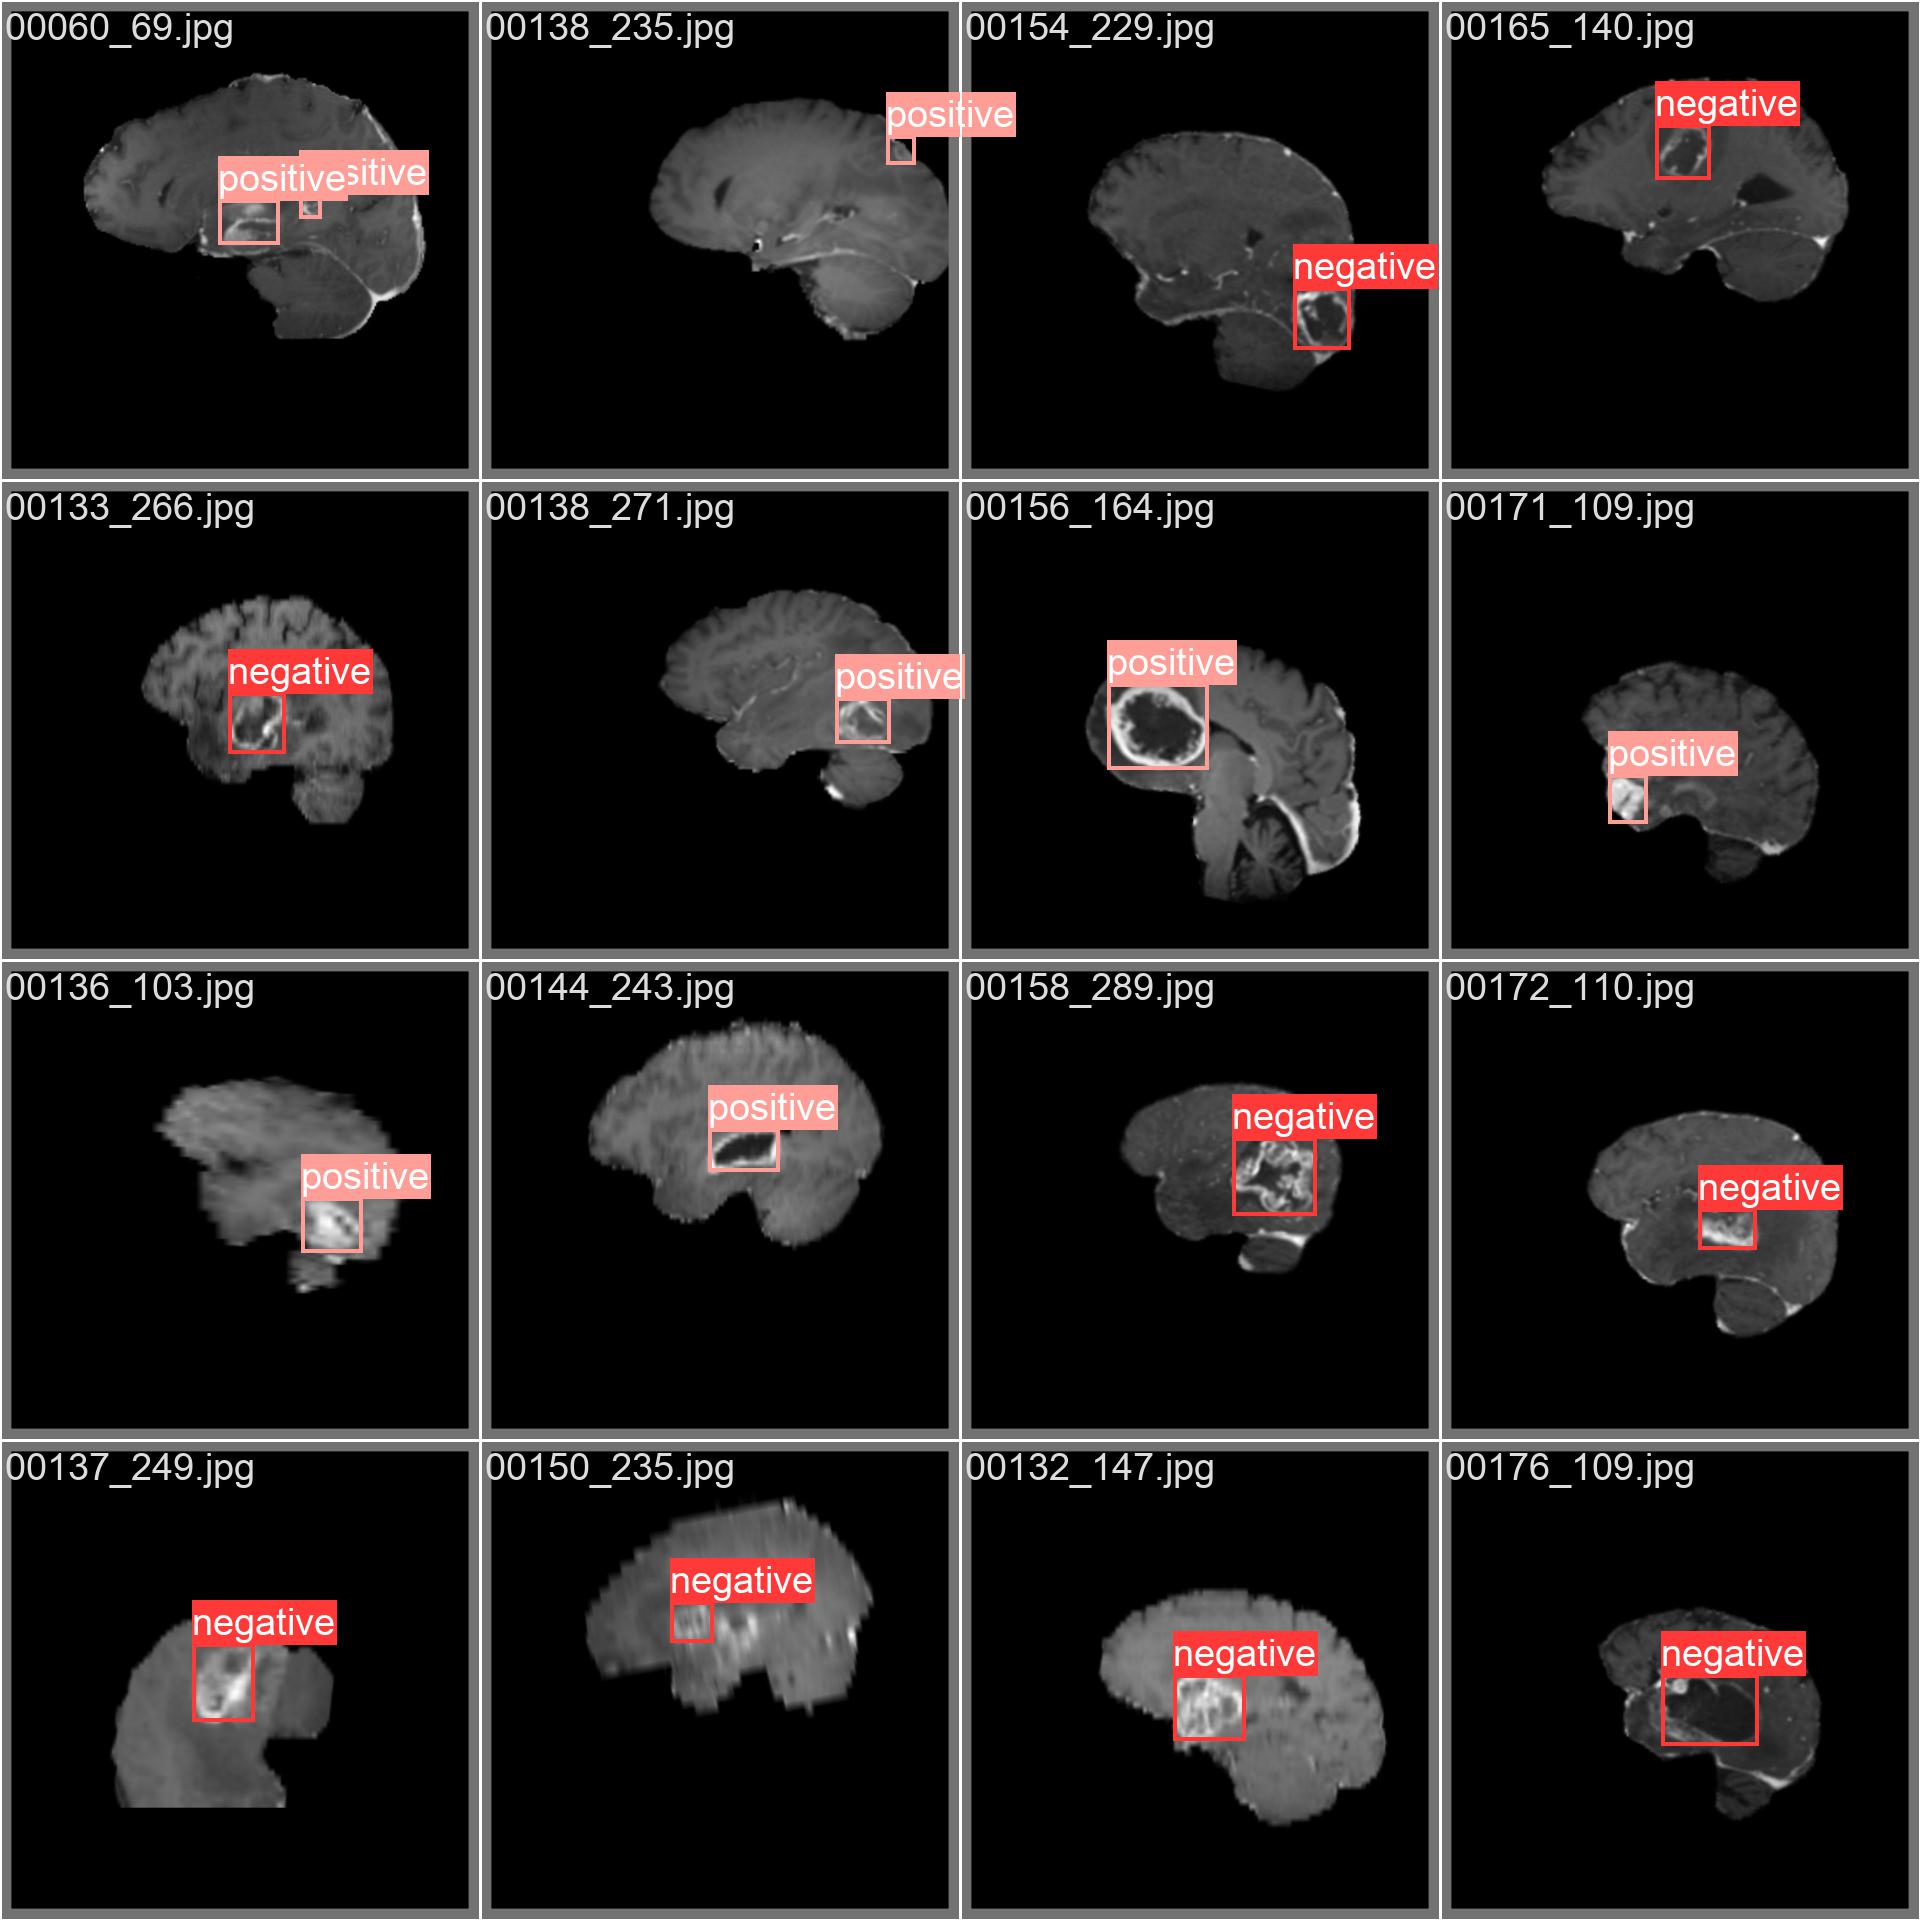 00060_69.jpg
positive
sitive
00138_235.jpg
positive
00154_229.jpg
negative
00165_140.jpg
negative
00133_266.jpg
negative
00138_271.jpg
positive
00156_164.jpg
positive
00171_109.jpg
positive
00136_103.jpg
positive
00144_243.jpg
positive
00158_289.jpg
negative
00172_110.jpg
negative
00137_249.jpg
negative
00150_235.jpg
negative
00132_147.jpg
negative
00176_109.jpg
negative